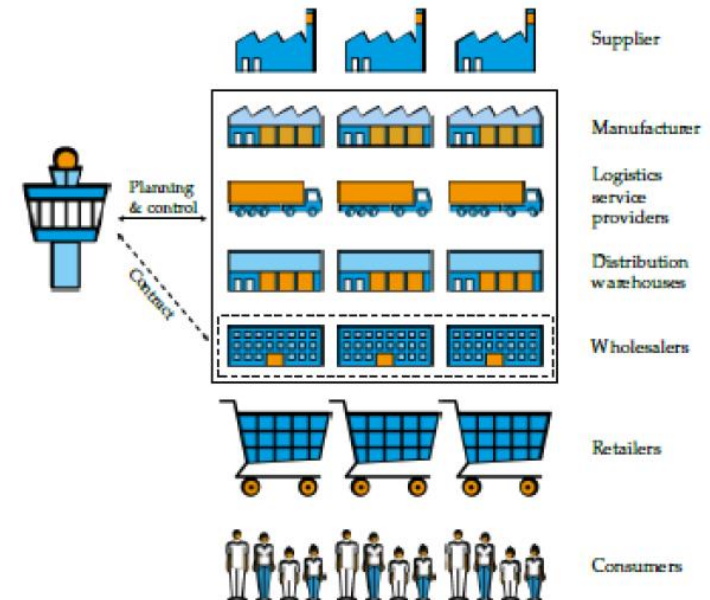 Supplier
Manufacturer
Planning
& control
Logistics
service
providers
Contract
Distribution
warehouses
Wholesalers
Retailers
Consumers